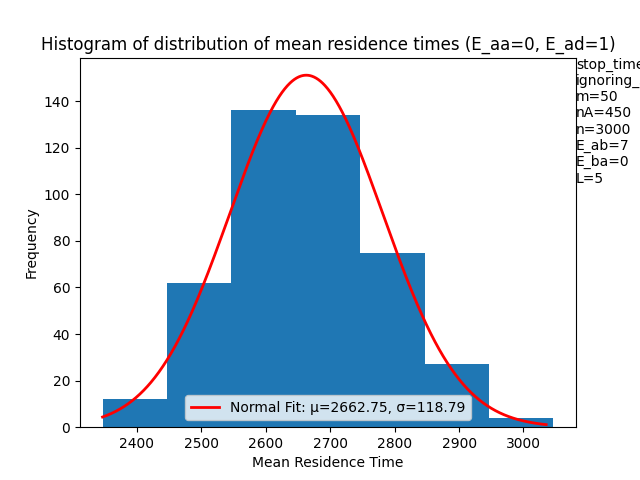 Histogram of distribution of mean residence times (E_aa=0, E_ad=1)
stop_time
ignoring_
m=50
nA=450
n=3000
E_ab=7
E_ba=0
L=5
Frequency
140
120
100
80
60
40
20
0
Normal Fit: μ=2662.75, σ=118.79
2400 2500 2600 2700 2800 2900 3000
Mean Residence Time